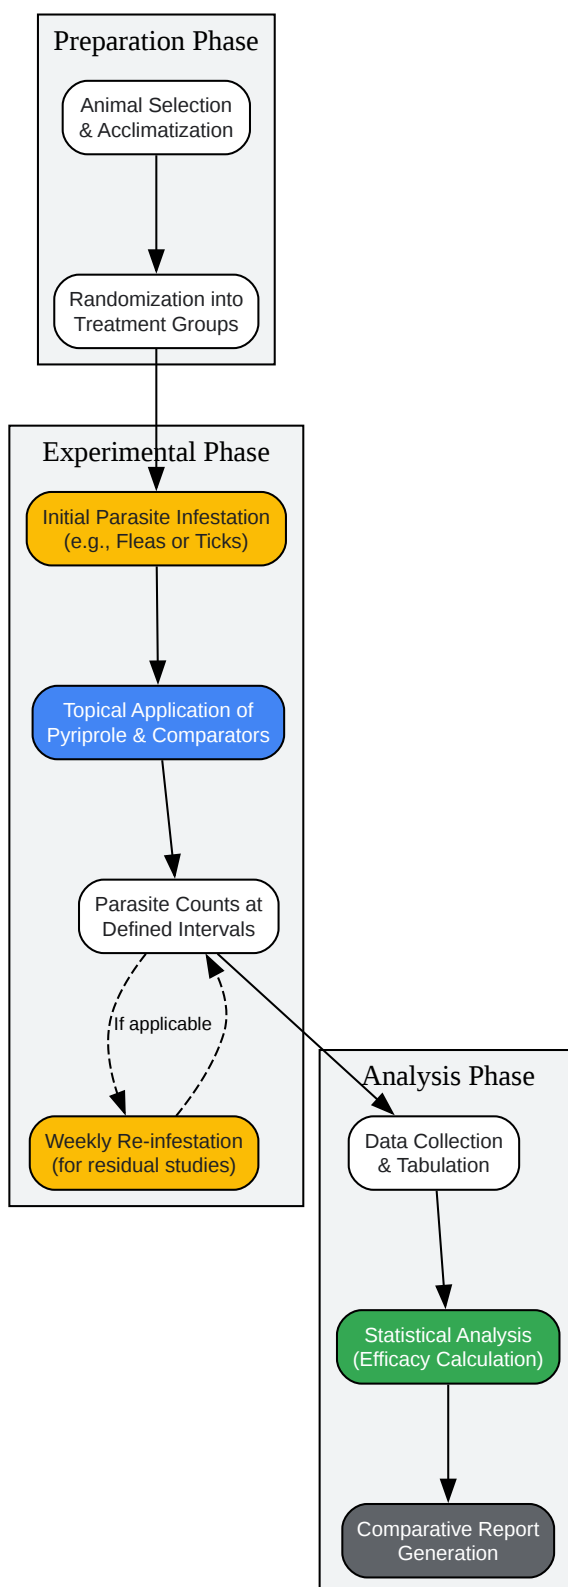 Preparation Phase
Animal Selection
& Acclimatization
Randomization into
Treatment Groups
Experimental Phase
Initial Parasite Infestation
(e.g., Fleas or Ticks)
Topical Application of
Pyriprole & Comparators
Parasite Counts at
Defined Intervals
If applicable
Weekly Re-infestation
(for residual studies)
Analysis Phase
Data Collection
& Tabulation
Statistical Analysis
(Efficacy Calculation)
Comparative Report
Generation